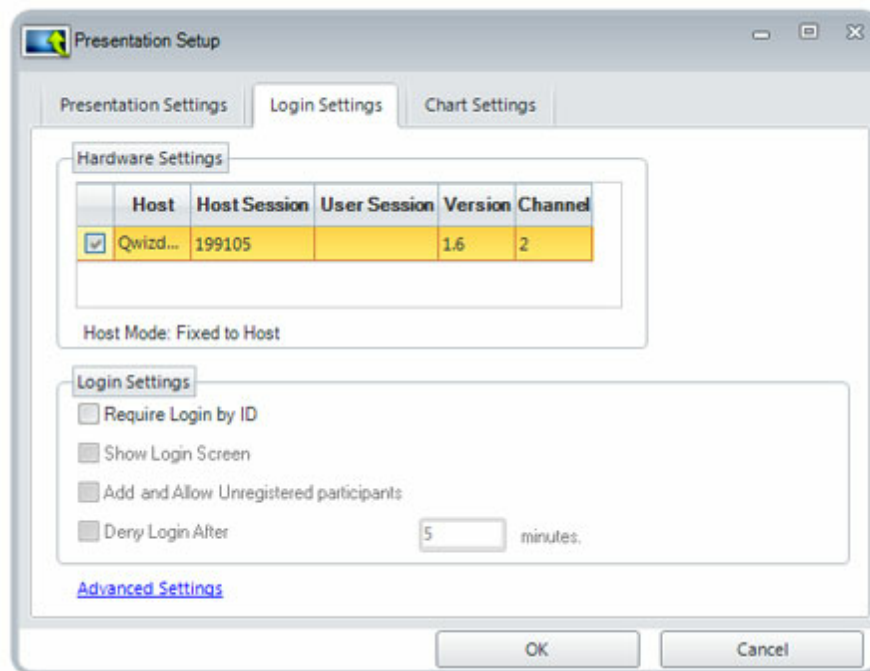 Presentation Setup
Presentation Settings Login Settings Chart Settings
Hardware Settings
Host Host Session User Session Version Channel
Qwizd... 199105 1.6 2
Host Mode: Fixed to Host
Login Settings
Require Login by ID
Show Login Screen
Add and Allow Unregistered participants
Deny Login After 5 minutes.
Advanced Settings
OK Cancel